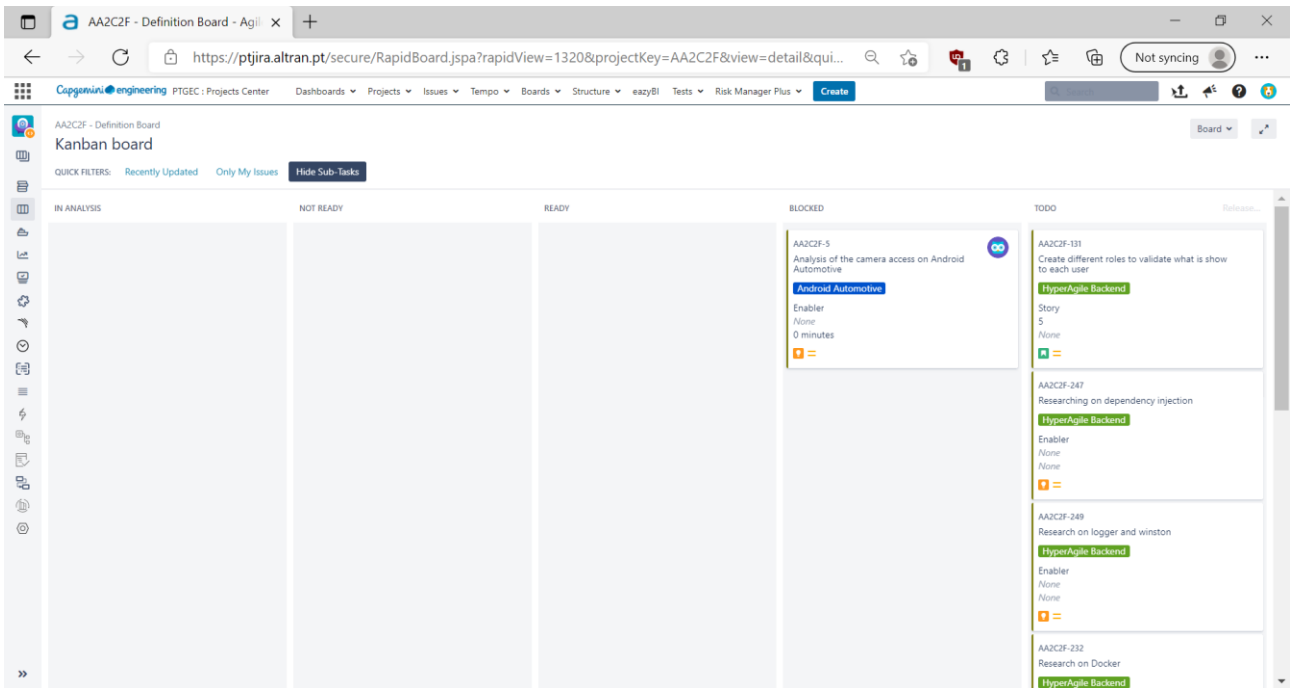 AA2C2F - Definition Board - Agil
https://ptjira.altran.pt/secure/RapidBoard.jspa?rapidView=1320&projectKey=AA2C2F&view=detail&qui...
1
Not syncing
Capgemini engineering PTGEC : Projects Center Dashboards Projects Issues Tempo Boards Structure eazyBI Tests Risk Manager Plus Create Search
AA2C2F - Definition Board
Kanban board
Board
QUICK FILTERS: Recently Updated Only My Issues Hide Sub-Tasks
IN ANALYSIS NOT READY READY BLOCKED TODO Release...
AA2C2F-5
Analysis of the camera access on Android
Automotive
Android Automotive
Enabler
None
0 minutes
AA2C2F-131
Create different roles to validate what is show
to each user
HyperAgile Backend
Story
5
None
AA2C2F-247
Researching on dependency injection
HyperAgile Backend
Enabler
None
None
AA2C2F-249
Research on logger and winston
HyperAgile Backend
Enabler
None
None
AA2C2F-232
Research on Docker
HyperAgile Backend